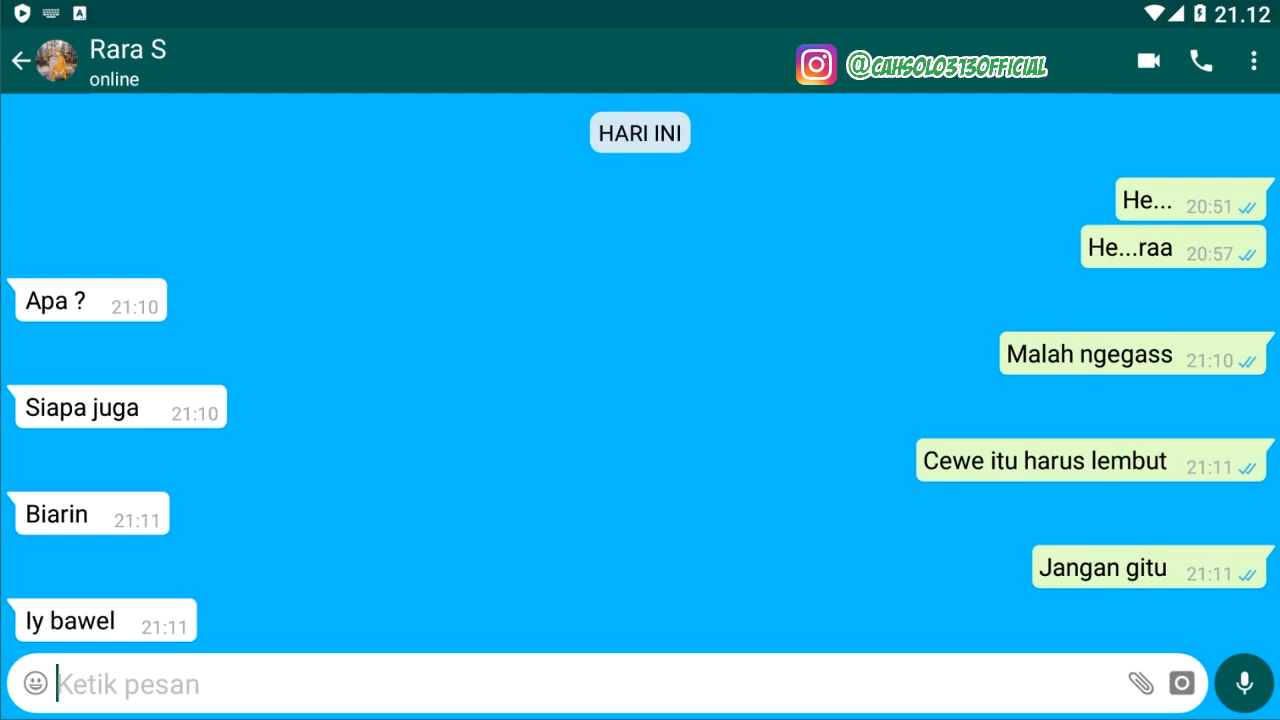 A
21.12
Rara S
online
@CAHSOLO313OFFICIAL
HARI INI
He... 20:51
He...raa 20:57
Apa ? 21:10
Malah ngegass 21:10
Siapa juga 21:10
Cewe itu harus lembut 21:11
Biarin 21:11
Jangan gitu 21:11
Iy bawel 21:11
Ketik pesan